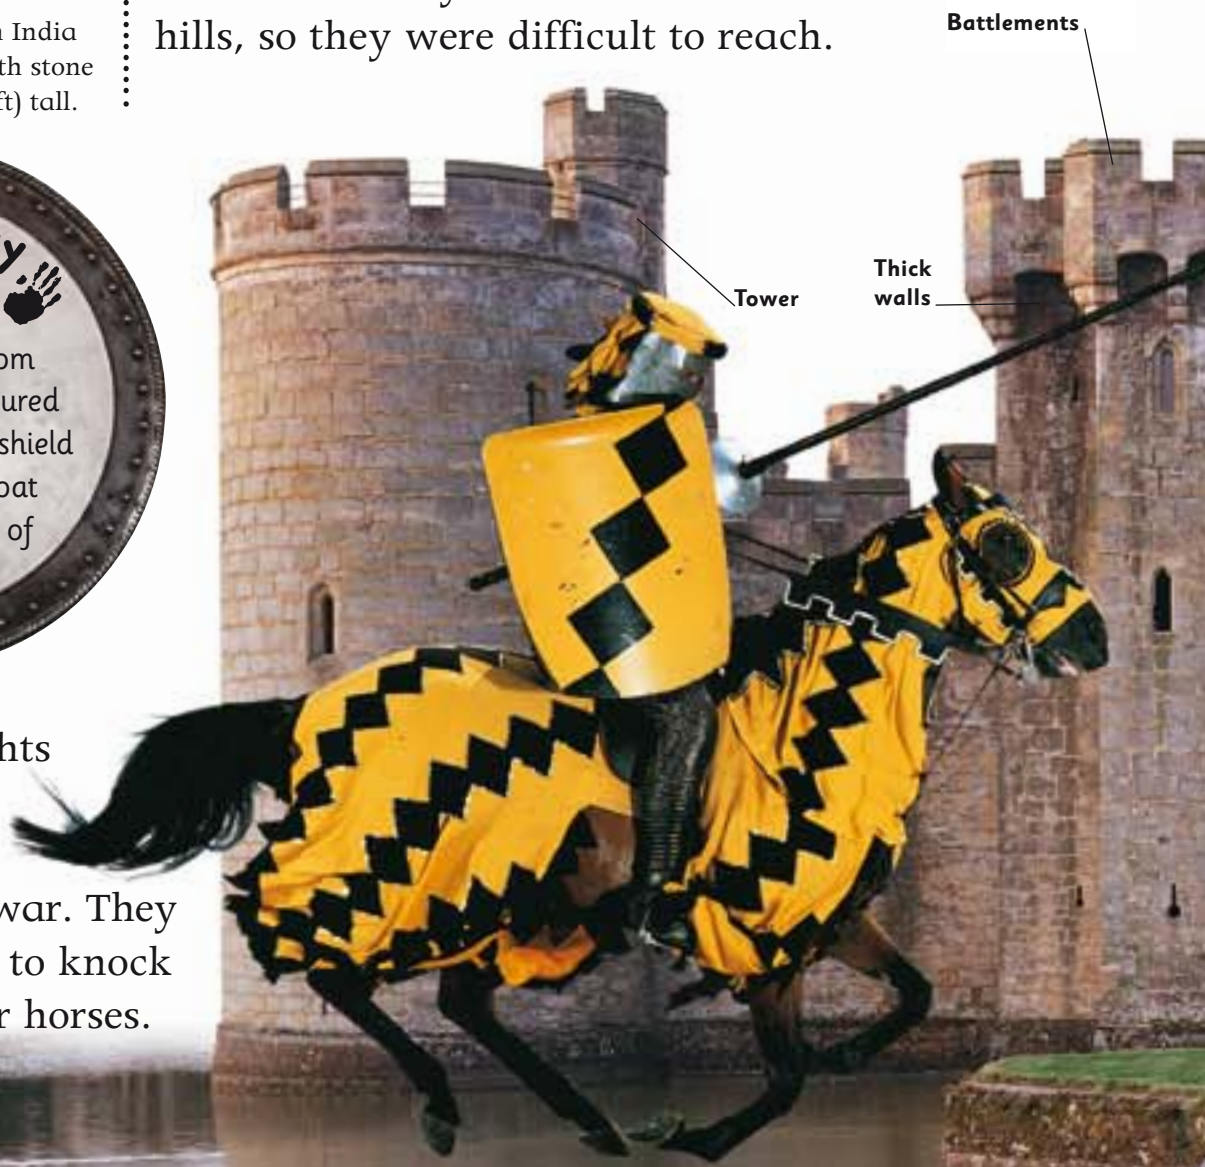 India
th stone
ft) tall.
hills, so they were difficult to reach.
Battlements
Tower
Thick
walls
om
ured
shield
oat
of
hts
war. They
to knock
r horses.